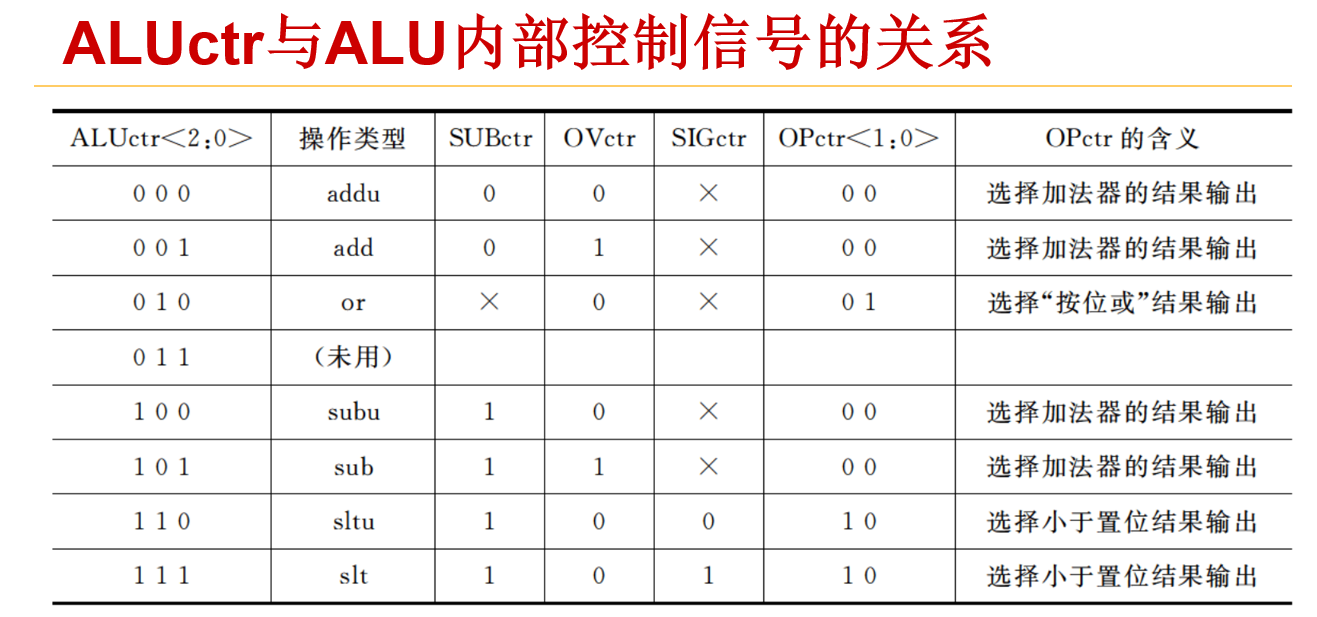 ALUctr与ALU内部控制信号的关系
ALUctr<2:0> 操作类型 SUBctr OVctr SIGctr OPctr<1:0> OPctr 的含义
0 0 0 addu 0 0 × 0 0 选择加法器的结果输出
0 0 1 add 0 1 × 0 0 选择加法器的结果输出
0 1 0 or × 0 × 0 1 选择“按位或”结果输出
0 1 1 (未用)
1 0 0 subu 1 0 × 0 0 选择加法器的结果输出
1 0 1 sub 1 1 × 0 0 选择加法器的结果输出
1 1 0 sltu 1 0 0 1 0 选择小于置位结果输出
1 1 1 slt 1 0 1 1 0 选择小于置位结果输出